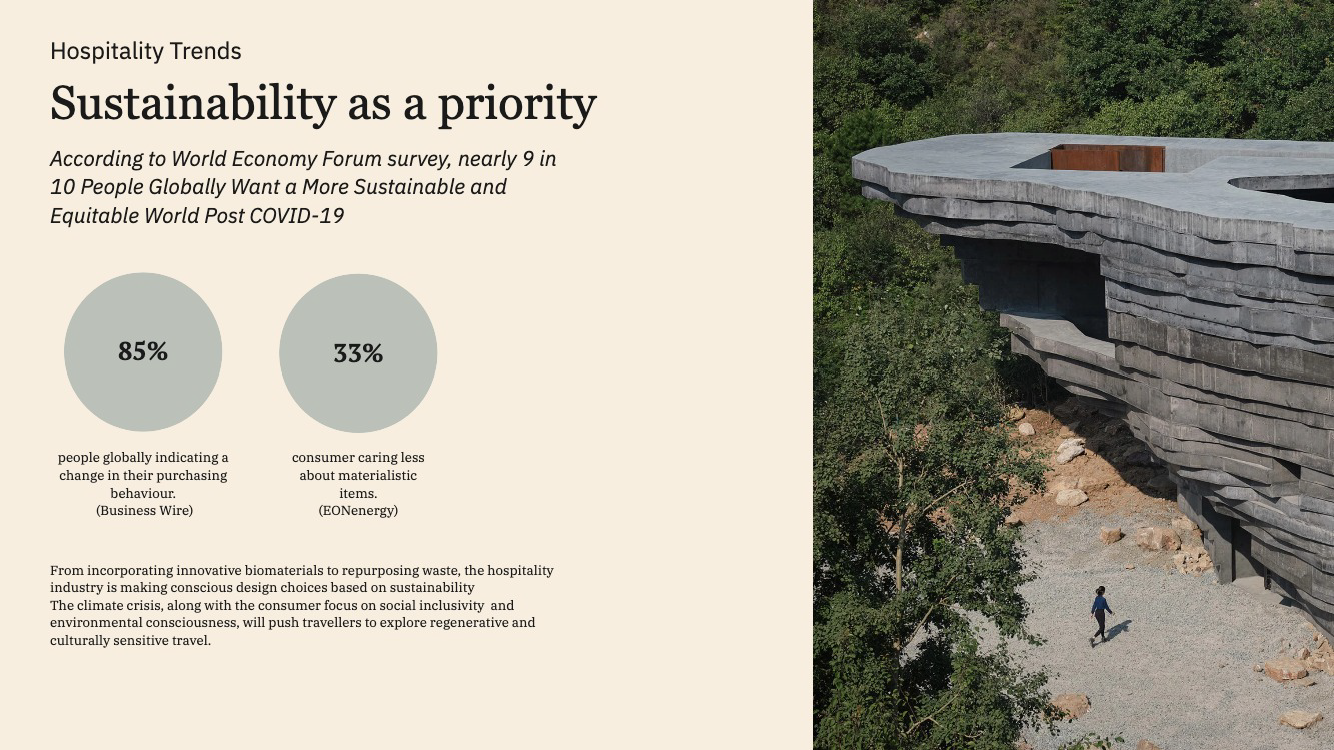 Hospitality Trends
Sustainability as a priority
According to World Economy Forum survey, nearly 9 in
10 People Globally Want a More Sustainable and
Equitable World Post COVID-19
85%
people globally indicating a
change in their purchasing
behaviour.
(Business Wire)
33%
consumer caring less
about materialistic
items.
(EONenergy)
From incorporating innovative biomaterials to repurposing waste, the hospitality
industry is making conscious design choices based on sustainability
The climate crisis, along with the consumer focus on social inclusivity  and
environmental consciousness, will push travellers to explore regenerative and
culturally sensitive travel.